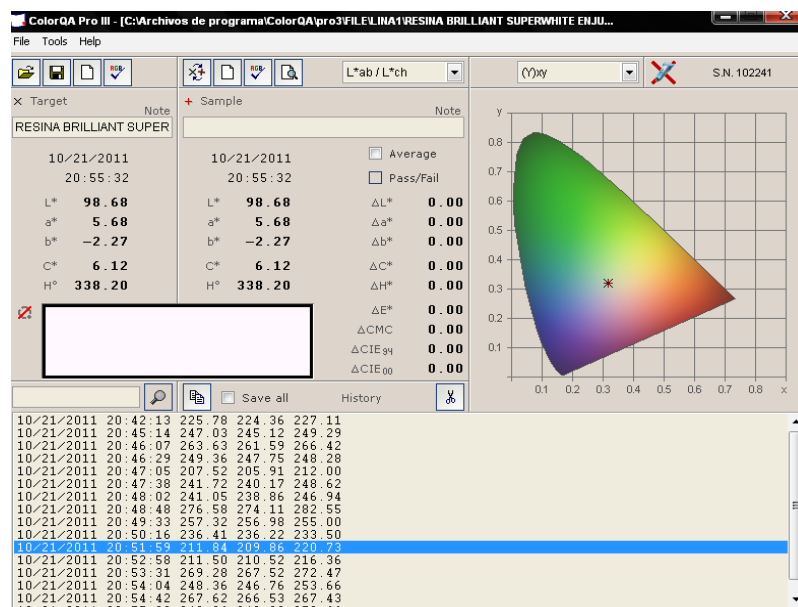 ColorQA Pro III - [C:\Archivos de programa\ColorQA\pro3\FILE\LINA1\RESINA BRILLIANT SUPERWHITE ENJU...
File Tools Help
L*ab / L*ch
(Y)xy
S.N. 102241
× Target
Note
RESINA BRILLIANT SUPER
10/21/2011
20:55:32
L* 98.68
a* 5.68
b* -2.27
C* 6.12
H° 338.20
+ Sample
Note
10/21/2011
20:55:32
L* 98.68
a* 5.68
b* -2.27
C* 6.12
H° 338.20
Average
Pass/Fail
ΔL* 0.00
Δa* 0.00
Δb* 0.00
ΔC* 0.00
ΔH* 0.00
ΔE* 0.00
ΔCMC 0.00
ΔCIE94 0.00
ΔCIE00 0.00
y
0.8
0.7
0.6
0.5
0.4
0.3
0.2
0.1
0.1 0.2 0.3 0.4 0.5 0.6 0.7 0.8 x
Save all
History
10/21/2011 20:42:13 225.78 224.36 227.11
10/21/2011 20:45:14 247.03 245.12 249.29
10/21/2011 20:46:07 263.63 261.59 266.42
10/21/2011 20:46:29 249.36 247.75 248.28
10/21/2011 20:47:05 207.52 205.91 212.00
10/21/2011 20:47:38 241.72 240.17 248.62
10/21/2011 20:48:02 241.05 238.86 246.94
10/21/2011 20:48:48 276.58 274.11 282.55
10/21/2011 20:49:33 257.32 256.98 255.00
10/21/2011 20:50:16 236.41 236.22 233.50
10/21/2011 20:51:59 211.84 209.86 220.73
10/21/2011 20:52:58 211.50 210.52 216.36
10/21/2011 20:53:31 269.28 267.52 272.47
10/21/2011 20:54:04 248.36 246.76 253.66
10/21/2011 20:54:42 267.62 266.53 267.43